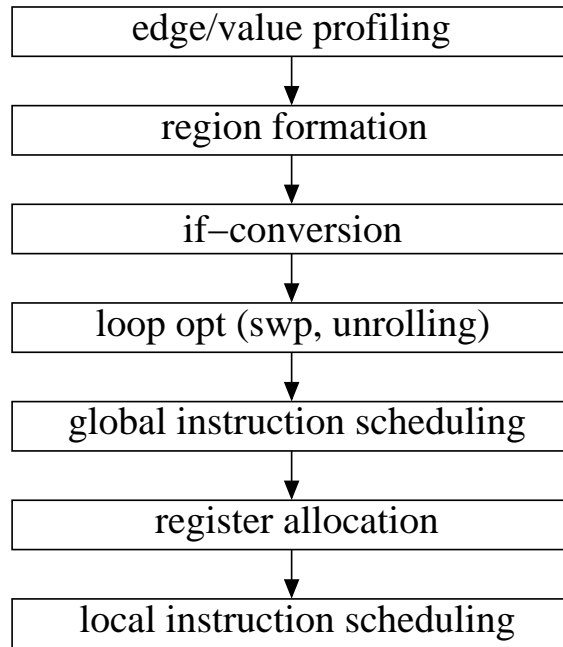 edge/value profiling
region formation
if−conversion
loop opt (swp, unrolling)
global instruction scheduling
register allocation
local instruction scheduling